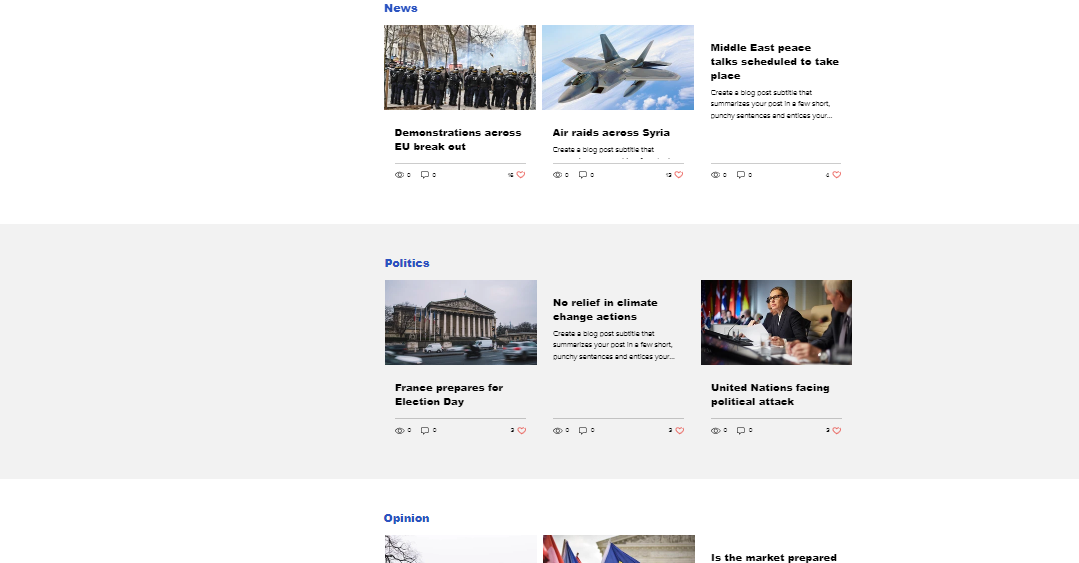 News
Demonstrations across
EU break out
0 0 16
Air raids across Syria
Create a blog post subtitle that
0 0 13
Middle East peace
talks scheduled to take
place
Create a blog post subtitle that
summarizes your post in a few short,
punchy sentences and entices your...
0 0
Politics
France prepares for
Election Day
0 0 3
No relief in climate
change actions
Create a blog post subtitle that
summarizes your post in a few short,
punchy sentences and entices your...
0 0 3
United Nations facing
political attack
0 0 3
Opinion
Is the market prepared